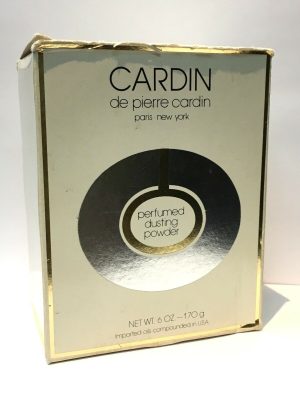 CARDIN
de pierre cardin
paris new york
perfumed
dusting
powder
NET WT. 6 OZ. – 170 g
Imported oils compounded in U.S.A.